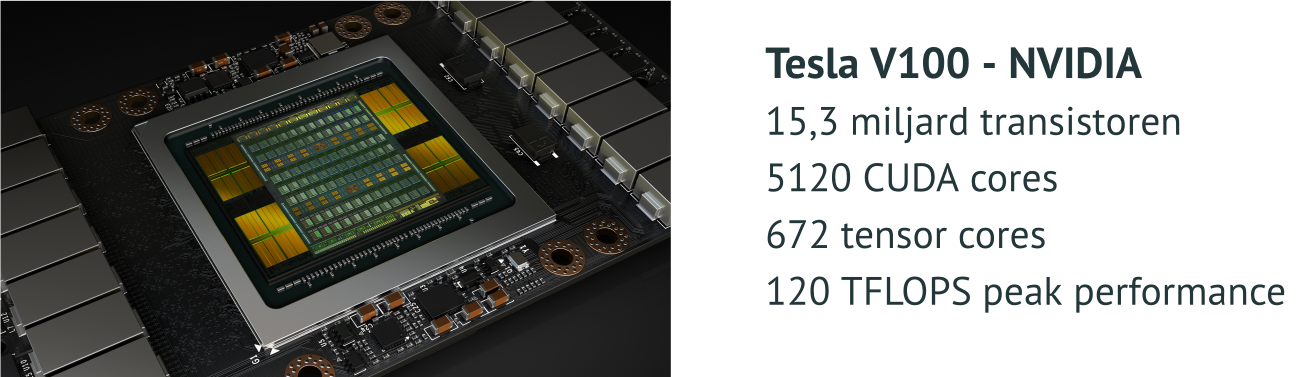 Tesla V100 - NVIDIA
15,3 miljard transistoren
5120 CUDA cores
672 tensor cores
120 TFLOPS peak performance